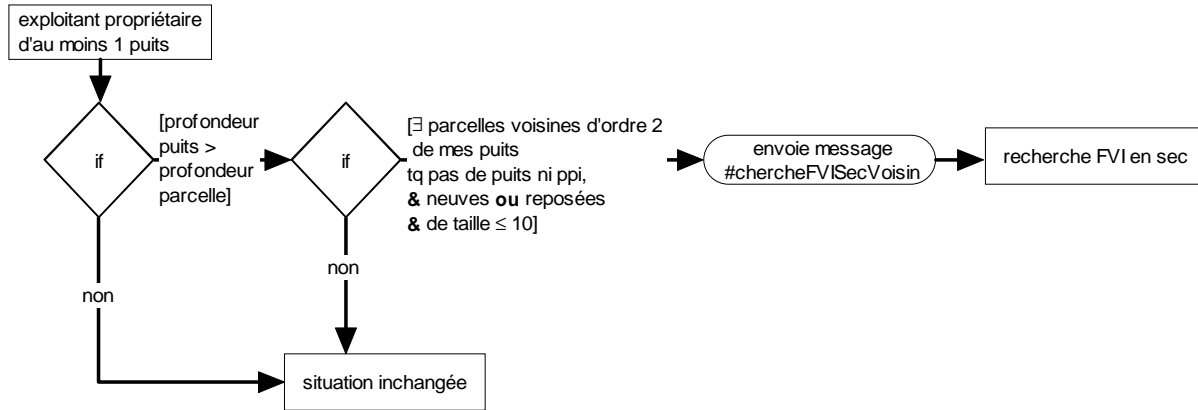 exploitant propriétaire
d'au moins 1 puits
if
[profondeur
puits >
profondeur
parcelle]
if
[∃ parcelles voisines d'ordre 2
de mes puits
tq pas de puits ni ppi,
& neuves ou reposées
& de taille ≤ 10]
envoie message
#chercheFVISecVoisin
recherche FVI en sec
non
non
situation inchangée